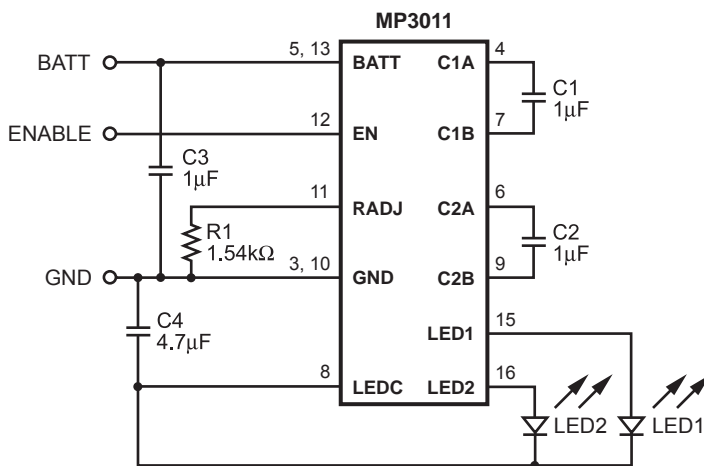 MP3011
BATT
5, 13
BATT
C1A
4
C1
1µF
ENABLE
12
EN
C1B
7
C3
1µF
11
RADJ
C2A
6
R1
1.54kΩ
C2
1µF
GND
3, 10
GND
C2B
9
C4
4.7µF
LED1
15
8
LEDC
LED2
16
LED2
LED1